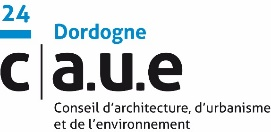 24
Dordogne
c|a.u.e
Conseil d'architecture, d'urbanisme
et de l'environnement